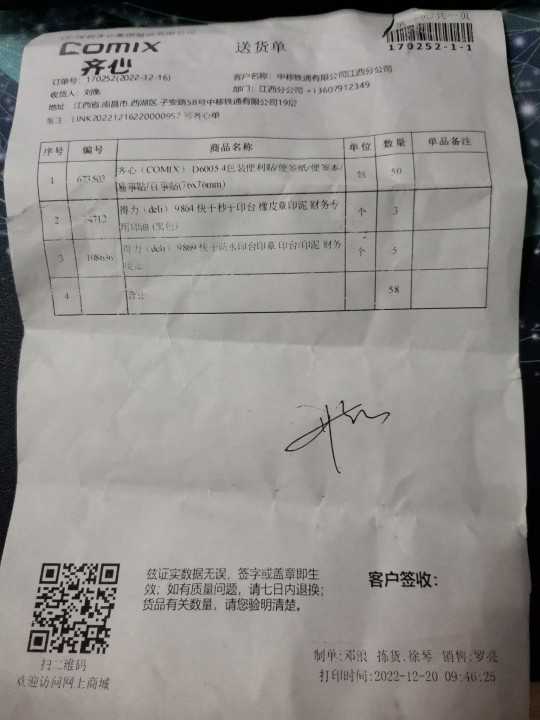 comix
齐心
送货单
170252-1-1
订单号：170252(2022-12-16)
客户名称：中移铁通有限公司江西分公司
收货人：刘豫
部门：江西分公司 +13607912349
地址：江西省.南昌市.西湖区.子安路58号中移铁通有限公司19层
备注：LINK20221216220000957 签齐心单
序号 编号 商品名称 单位 数量 单品备注
1 673503 齐心（COMIX） D6005 4色装便利贴/便签纸/便签本/
易事贴/百事贴(76x76mm) 包 50
2 得力（deli）9864 快干秒干印台 橡皮章印泥 财务专
用印油(黑色) 个 3
3 108636 得力（deli）9869 快干防水印台印章 印台/印泥 财务
用品 个 5
4 合计 58
兹证实数据无误，签字或盖章即生
效；如有质量问题，请七日内退换；
货品有关数量，请您验明清楚。
客户签收：
扫二维码
欢迎访问网上商城
制单:邓浪 拣货.徐琴 销售:罗亮
打印时间:2022-12-20 09:46:25